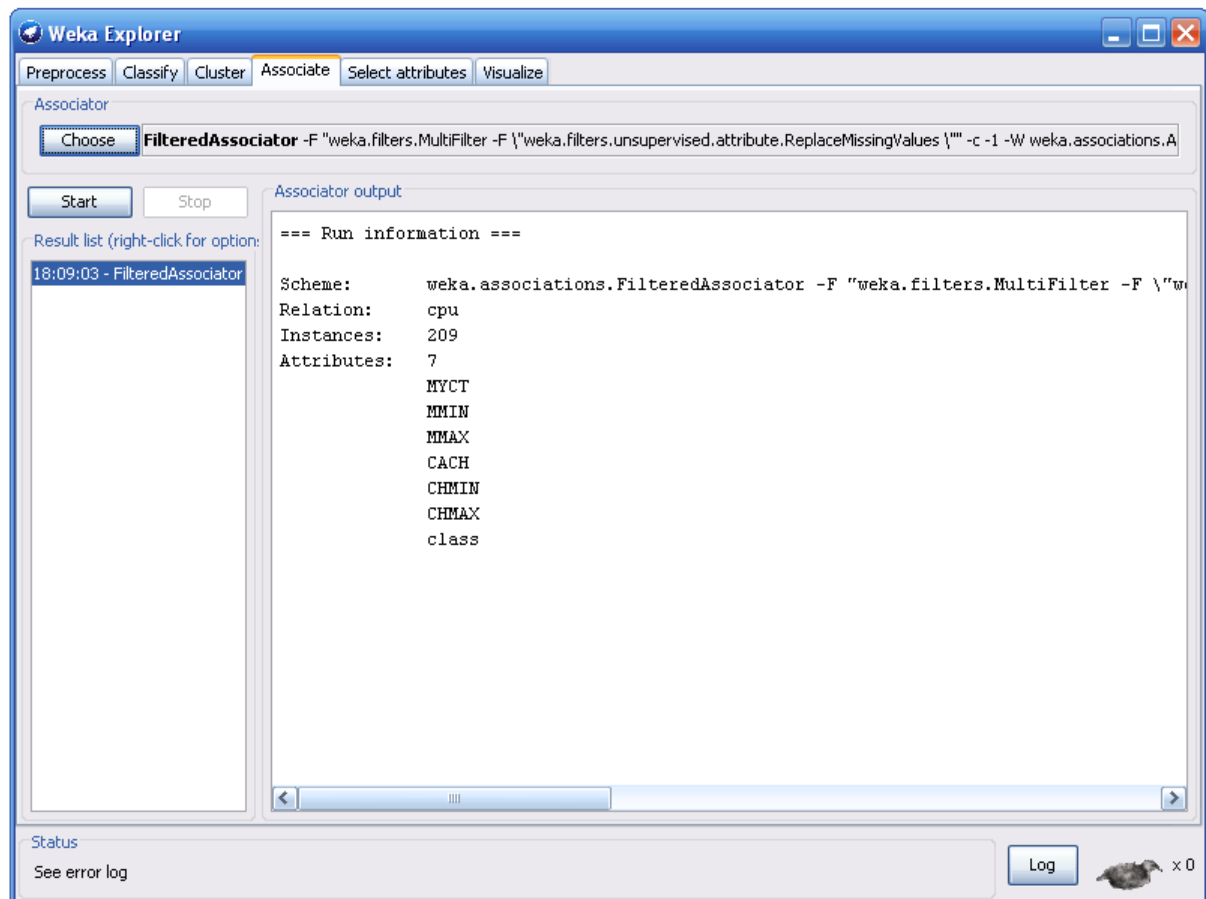 Weka Explorer
Preprocess Classify Cluster Associate Select attributes Visualize
Associator
Choose FilteredAssociator -F "weka.filters.MultiFilter -F \"weka.filters.unsupervised.attribute.ReplaceMissingValues \"" -c -1 -W weka.associations.A
Start Stop
Result list (right-click for option:
18:09:03 - FilteredAssociator
Associator output
=== Run information ===
Scheme: weka.associations.FilteredAssociator -F "weka.filters.MultiFilter -F \"we
Relation: cpu
Instances: 209
Attributes: 7
MYCT
MMIN
MMAX
CACH
CHMIN
CHMAX
class
Status
See error log
Log
x 0